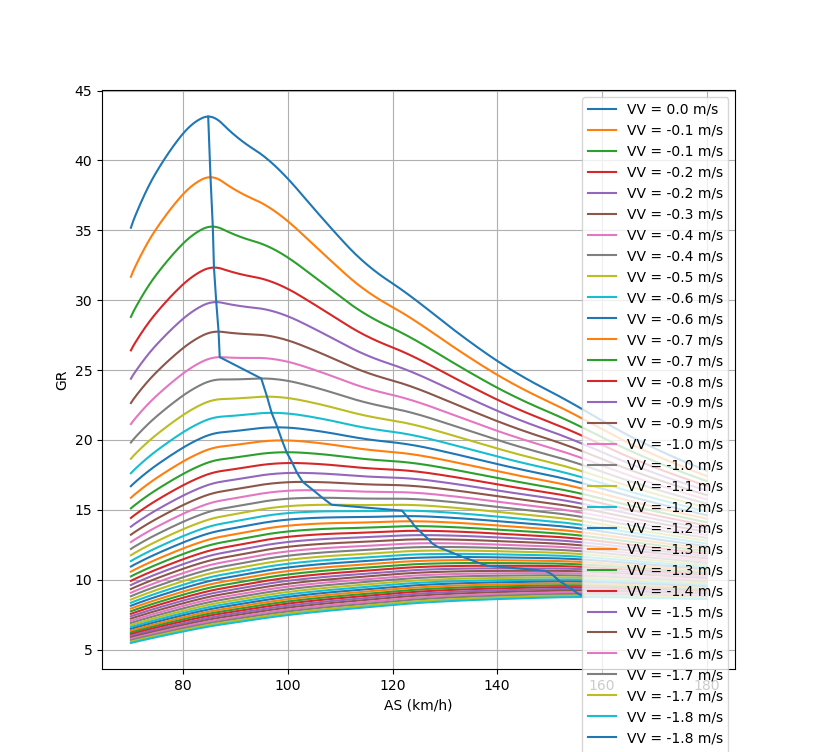 45
40
35
30
25
20
15
10
5
GR
80
100
120
140
160
180
AS (km/h)
VV = 0.0 m/s
VV = -0.1 m/s
VV = -0.1 m/s
VV = -0.2 m/s
VV = -0.2 m/s
VV = -0.3 m/s
VV = -0.4 m/s
VV = -0.4 m/s
VV = -0.5 m/s
VV = -0.6 m/s
VV = -0.6 m/s
VV = -0.7 m/s
VV = -0.7 m/s
VV = -0.8 m/s
VV = -0.9 m/s
VV = -0.9 m/s
VV = -1.0 m/s
VV = -1.0 m/s
VV = -1.1 m/s
VV = -1.2 m/s
VV = -1.2 m/s
VV = -1.3 m/s
VV = -1.3 m/s
VV = -1.4 m/s
VV = -1.5 m/s
VV = -1.5 m/s
VV = -1.6 m/s
VV = -1.7 m/s
VV = -1.7 m/s
VV = -1.8 m/s
VV = -1.8 m/s